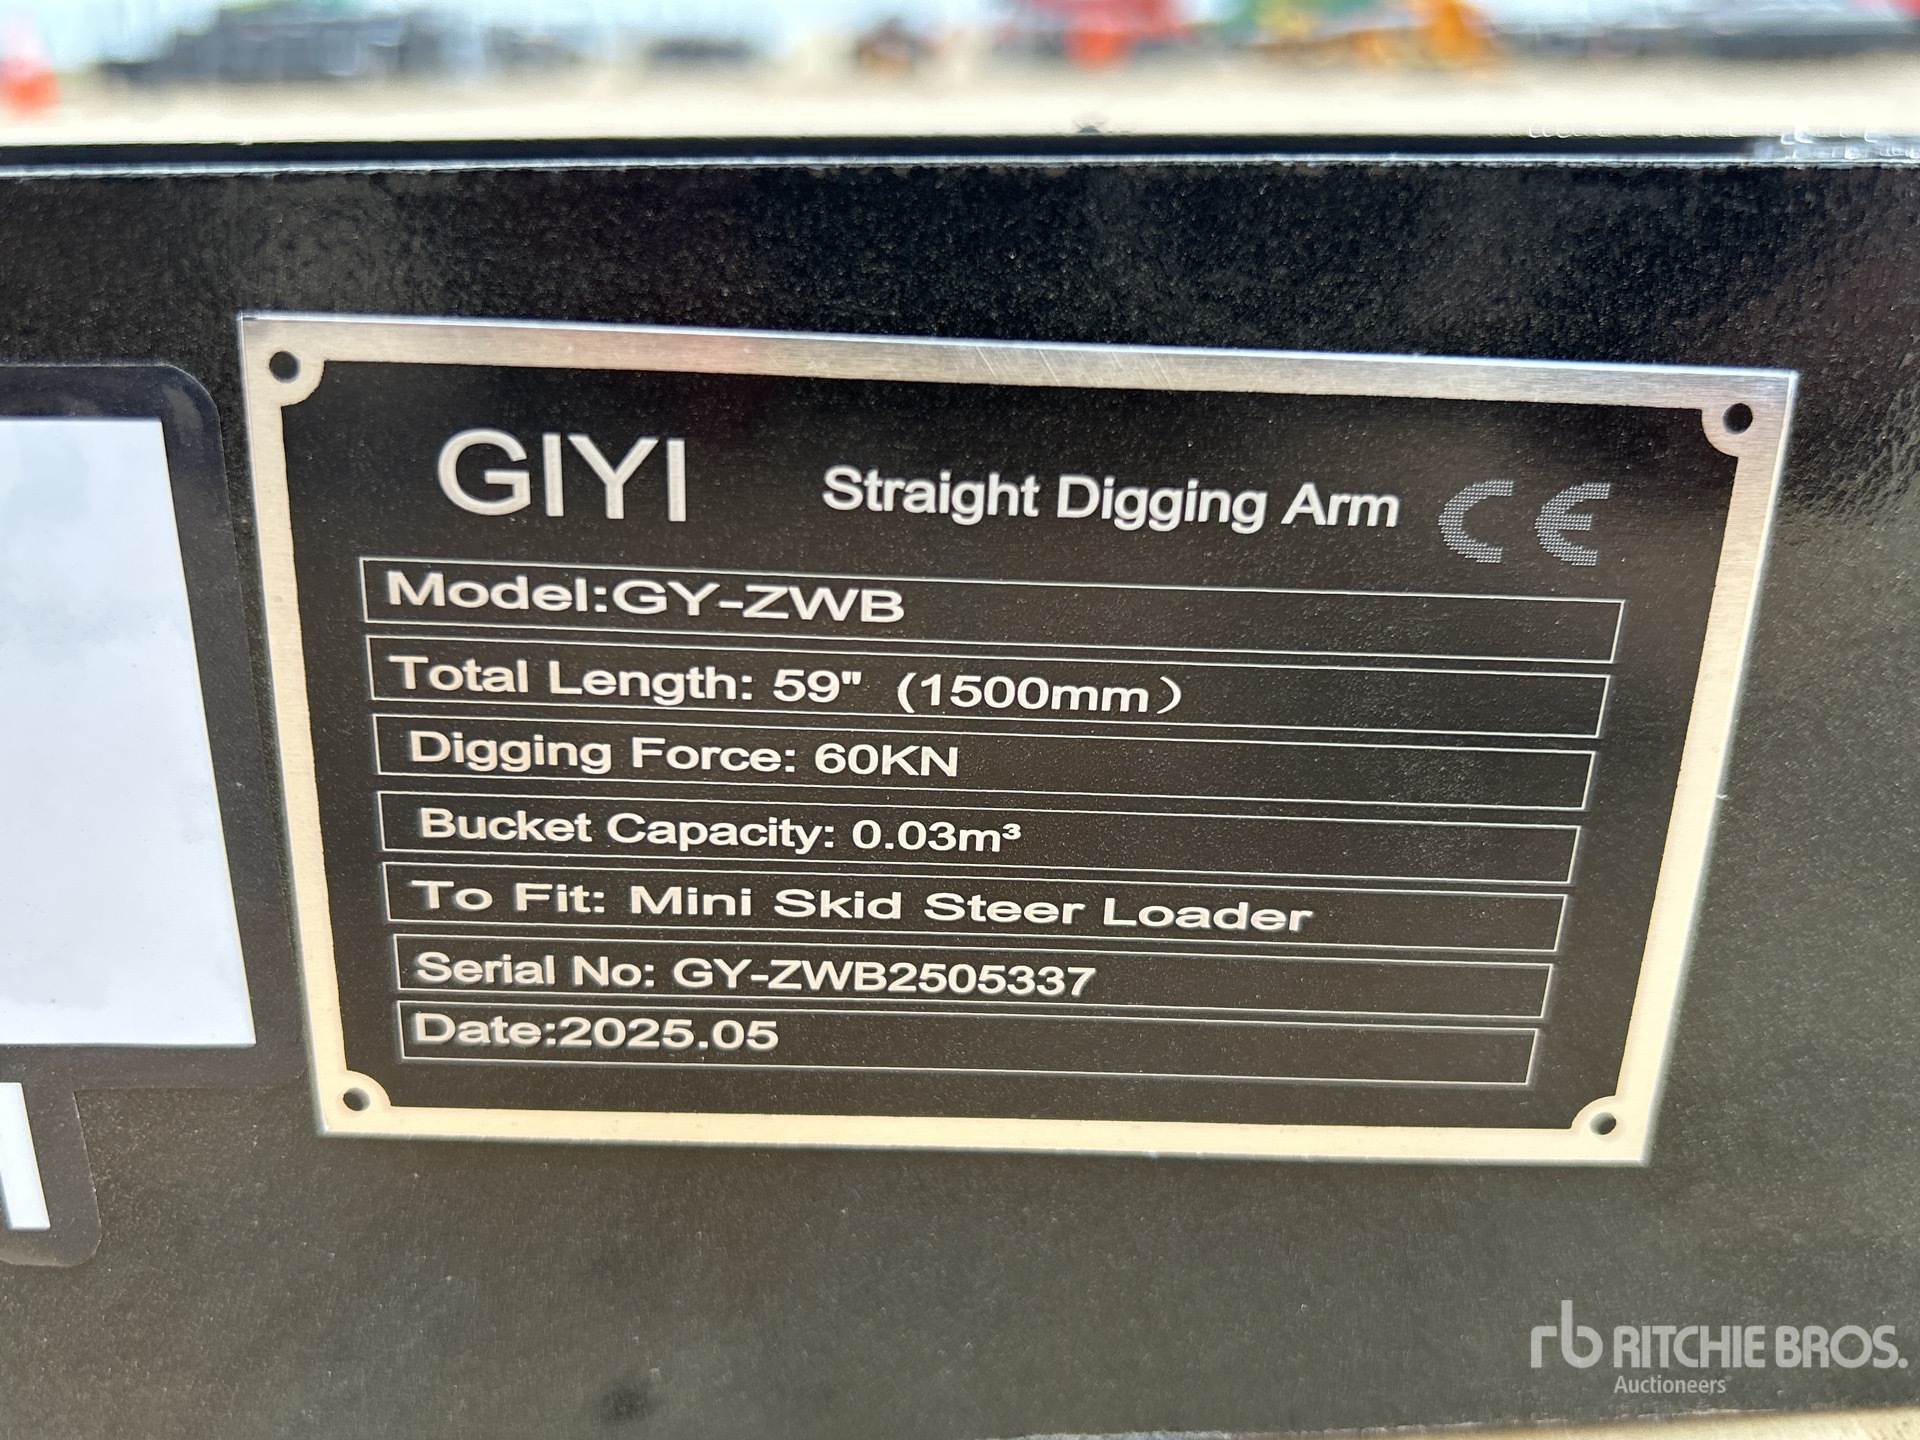 GIYI Straight Digging Arm CE
Model:GY-ZWB
Total Length: 59" (1500mm）
Digging Force: 60KN
Bucket Capacity: 0.03m³
To Fit: Mini Skid Steer Loader
Serial No: GY-ZWB2505337
Date:2025.05
rb RITCHIE BROS.
Auctioneers